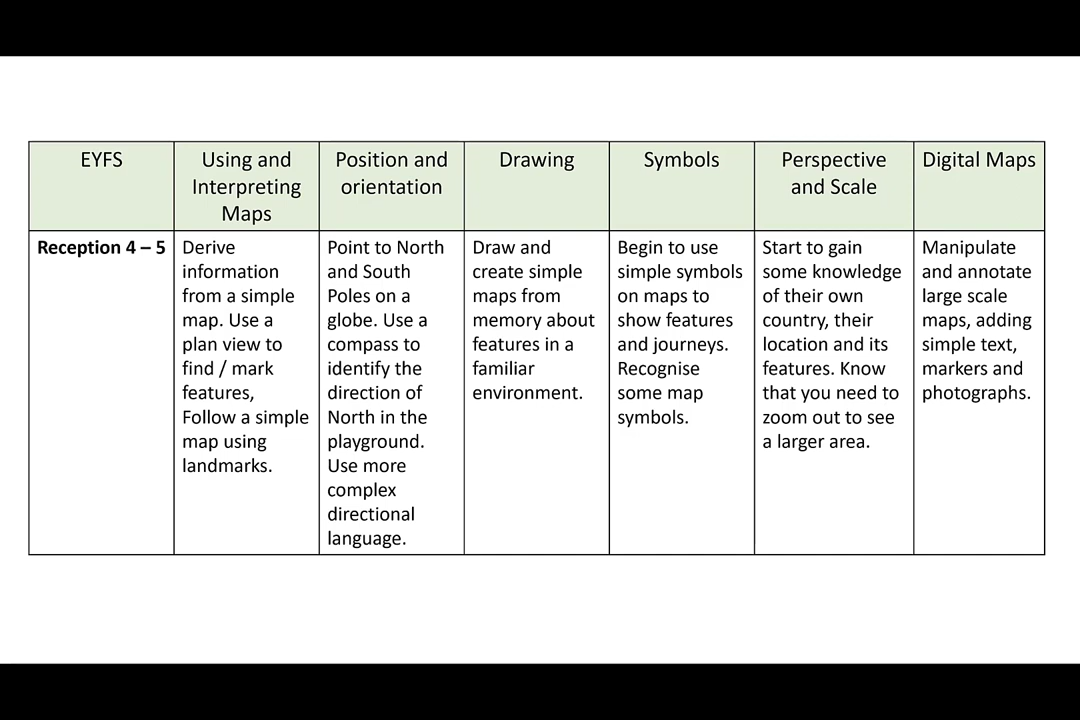 EYFS
Using and
Interpreting
Maps
Position and
orientation
Drawing
Symbols
Perspective
and Scale
Digital Maps
Reception 4 – 5
Derive
information
from a simple
map. Use a
plan view to
find / mark
features,
Follow a simple
map using
landmarks.
Point to North
and South
Poles on a
globe. Use a
compass to
identify the
direction of
North in the
playground.
Use more
complex
directional
language.
Draw and
create simple
maps from
memory about
features in a
familiar
environment.
Begin to use
simple symbols
on maps to
show features
and journeys.
Recognise
some map
symbols.
Start to gain
some knowledge
of their own
country, their
location and its
features. Know
that you need to
zoom out to see
a larger area.
Manipulate
and annotate
large scale
maps, adding
simple text,
markers and
photographs.